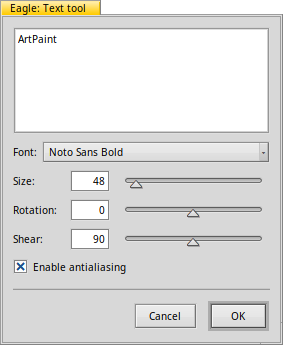 Eagle: Text tool
ArtPaint
Font: Noto Sans Bold
Size: 48
Rotation: 0
Shear: 90
Enable antialiasing
Cancel OK